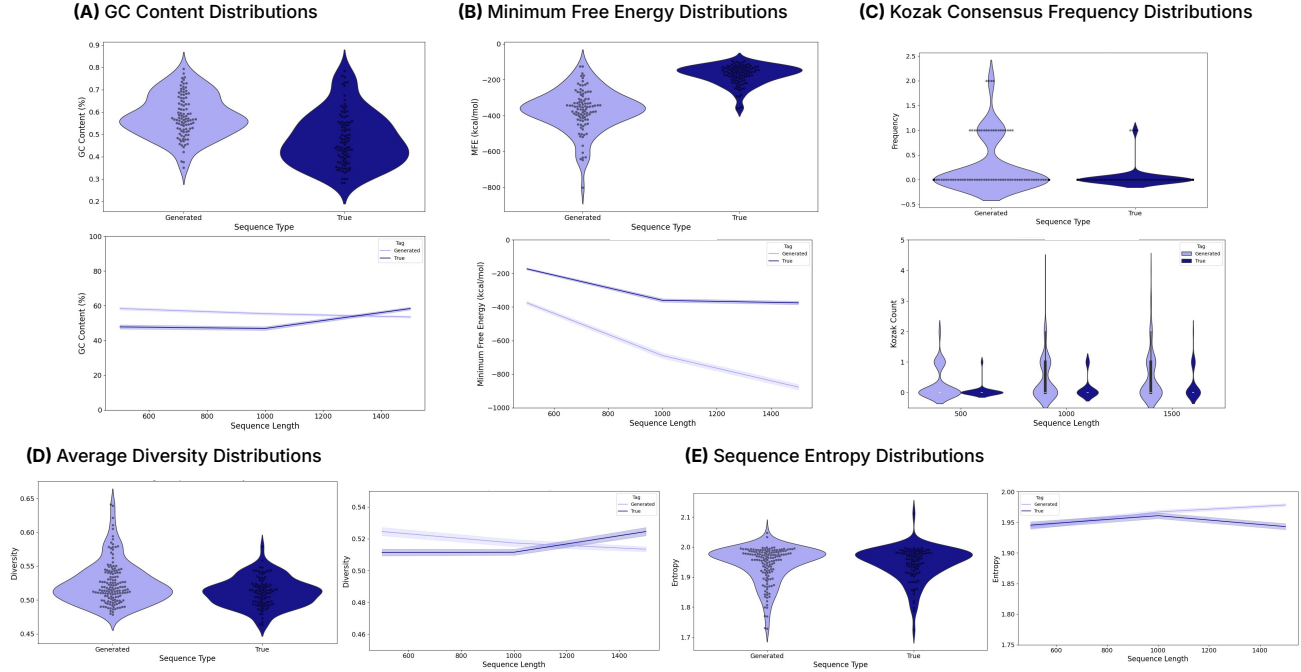 (A) GC Content Distributions
(B) Minimum Free Energy Distributions
(C) Kozak Consensus Frequency Distributions
0.9
0.8
0.7
0.6
0.5
0.4
0.3
0.2
GC Content (%)
Generated
True
Sequence Type
0
−200
−400
−600
−800
MFE (kcal/mol)
Generated
True
Sequence Type
2.5
2.0
1.5
1.0
0.5
0.0
−0.5
Frequency
Generated
True
Sequence Type
100
80
60
40
20
0
GC Content (%)
Tag
Generated
True
600
800
1000
1200
1400
Sequence Length
0
−200
−400
−600
−800
−1000
Minimum Free Energy (kcal/mol)
Tag
Generated
True
600
800
1000
1200
1400
Sequence Length
5
4
3
2
1
0
Kozak Count
Tag
Generated
True
500
1000
1500
Sequence Length
(D) Average Diversity Distributions
(E) Sequence Entropy Distributions
0.65
0.60
0.55
0.50
0.45
Diversity
Generated
True
Sequence Type
0.54
0.52
0.50
0.48
0.46
Diversity
Tag
Generated
True
600
800
1000
1200
1400
Sequence Length
2.1
2.0
1.9
1.8
1.7
Entropy
Generated
True
Sequence Type
2.00
1.95
1.90
1.85
1.80
1.75
Entropy
Tag
Generated
True
600
800
1000
1200
1400
Sequence Length